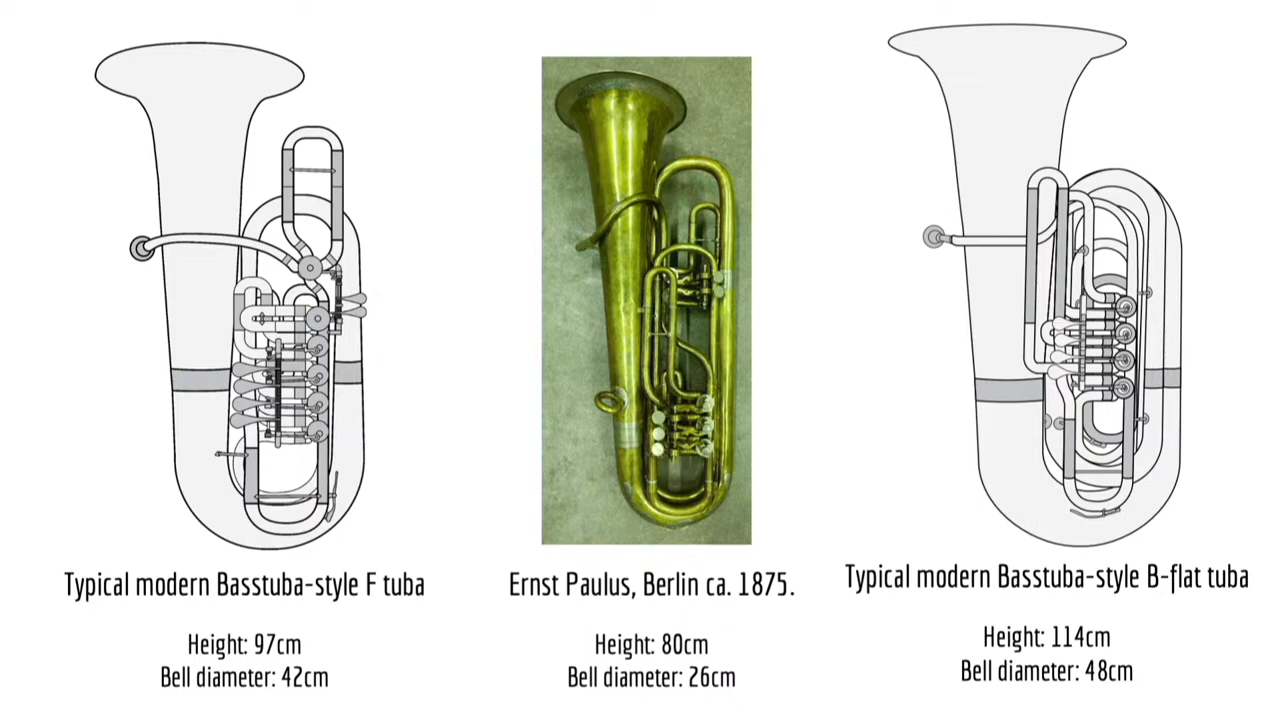 Typical modern Basstuba-style F tuba
Height: 97cm
Bell diameter: 42cm
Ernst Paulus, Berlin ca. 1875.
Height: 80cm
Bell diameter: 26cm
Typical modern Basstuba-style B-flat tuba
Height: 114cm
Bell diameter: 48cm